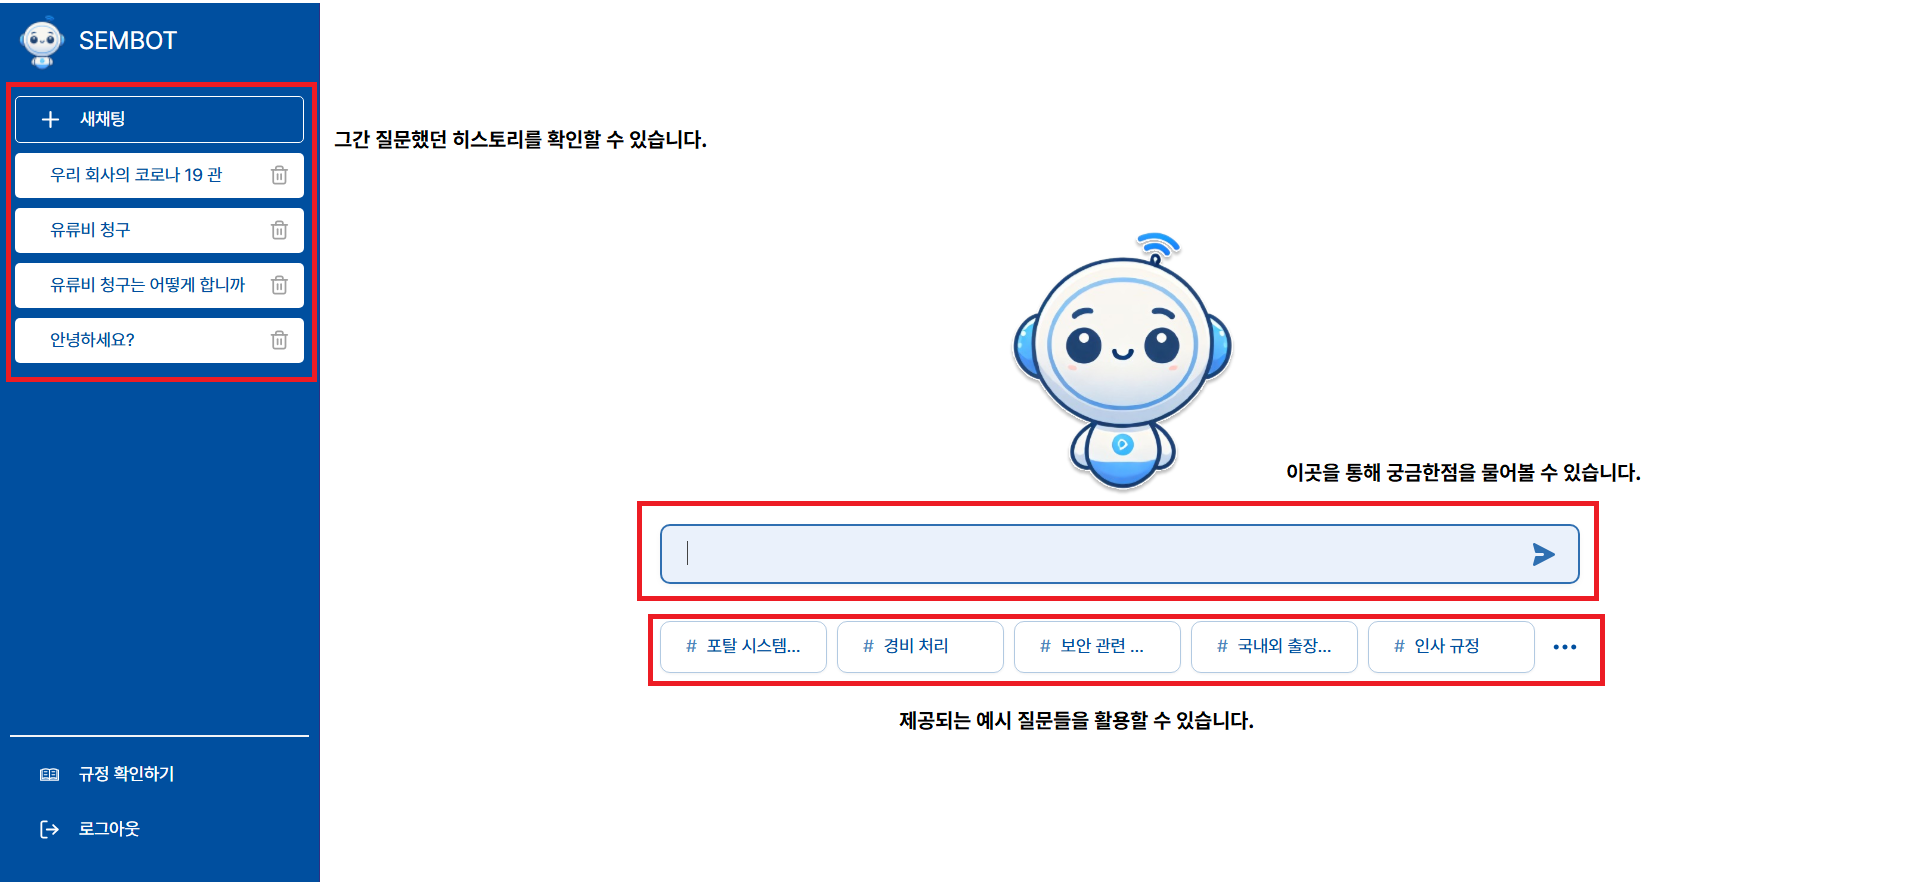 SEMBOT
새채팅
우리 회사의 코로나 19 관
유류비 청구
유류비 청구는 어떻게 합니까
안녕하세요?
규정 확인하기
로그아웃
그간 질문했던 히스토리를 확인할 수 있습니다.
이곳을 통해 궁금한점을 물어볼 수 있습니다.
# 포탈 시스템... # 경비 처리 # 보안 관련 ... # 국내외 출장... # 인사 규정 •••
제공되는 예시 질문들을 활용할 수 있습니다.